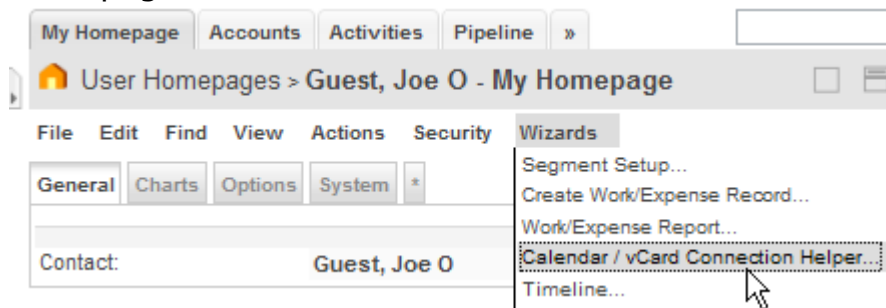 My Homepage Accounts Activities Pipeline »
User Homepages > Guest, Joe O - My Homepage
File Edit Find View Actions Security Wizards
Segment Setup...
General Charts Options System *
Create Work/Expense Record...
Work/Expense Report...
Calendar / vCard Connection Helper...
Contact: Guest, Joe O
Timeline...